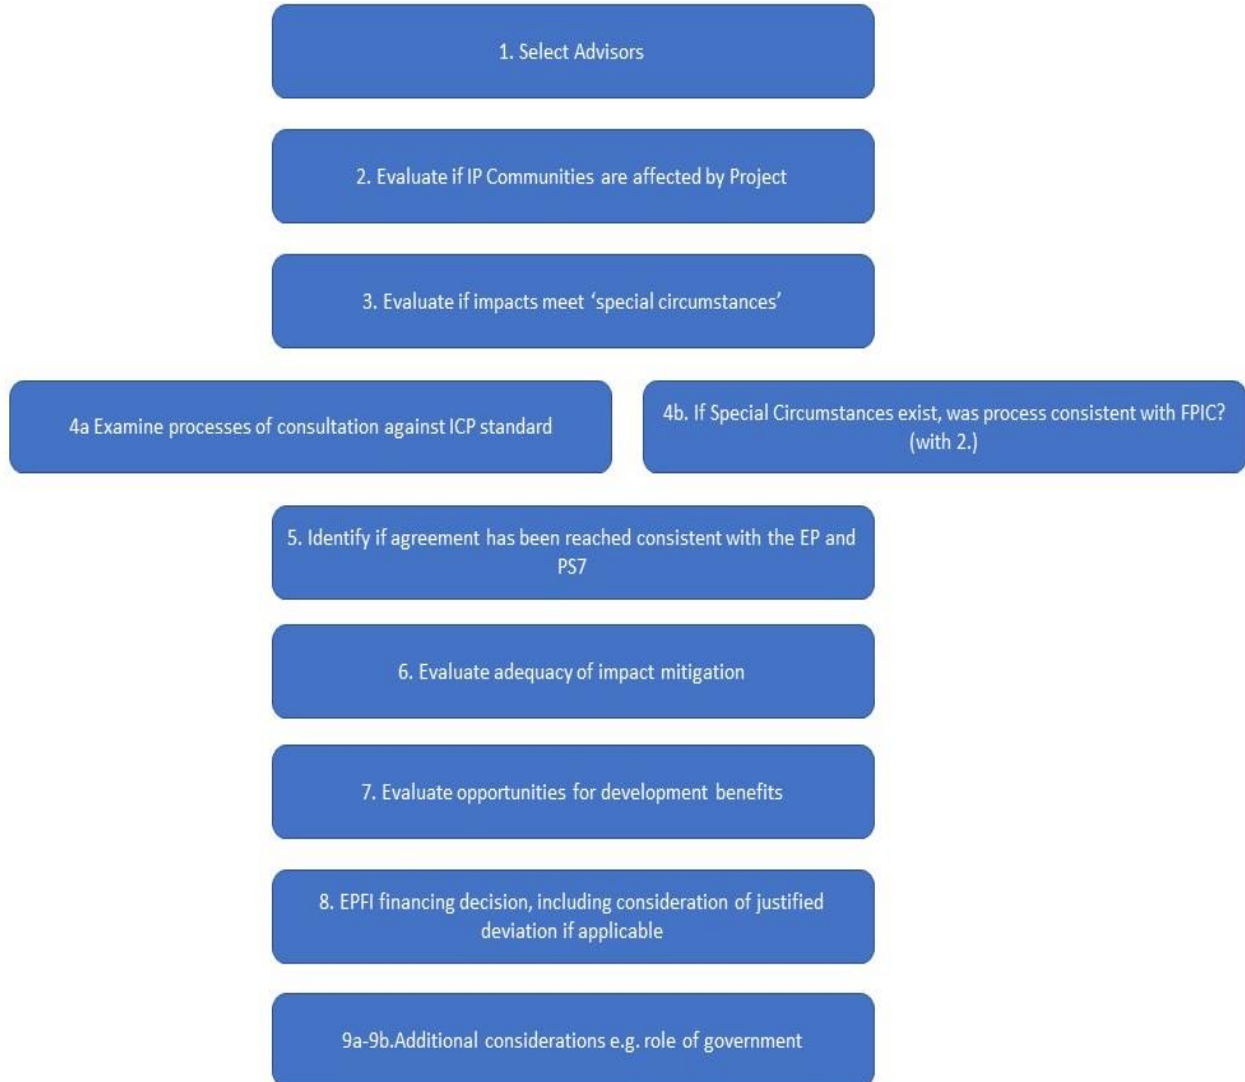 1. Select Advisors
2. Evaluate if IP Communities are affected by Project
3. Evaluate if impacts meet ‘special circumstances’
4a Examine processes of consultation against ICP standard
4b. If Special Circumstances exist, was process consistent with FPIC?
(with 2.)
5. Identify if agreement has been reached consistent with the EP and
PS7
6. Evaluate adequacy of impact mitigation
7. Evaluate opportunities for development benefits
8. EPFI financing decision, including consideration of justified
deviation if applicable
9a-9b.Additional considerations e.g. role of government